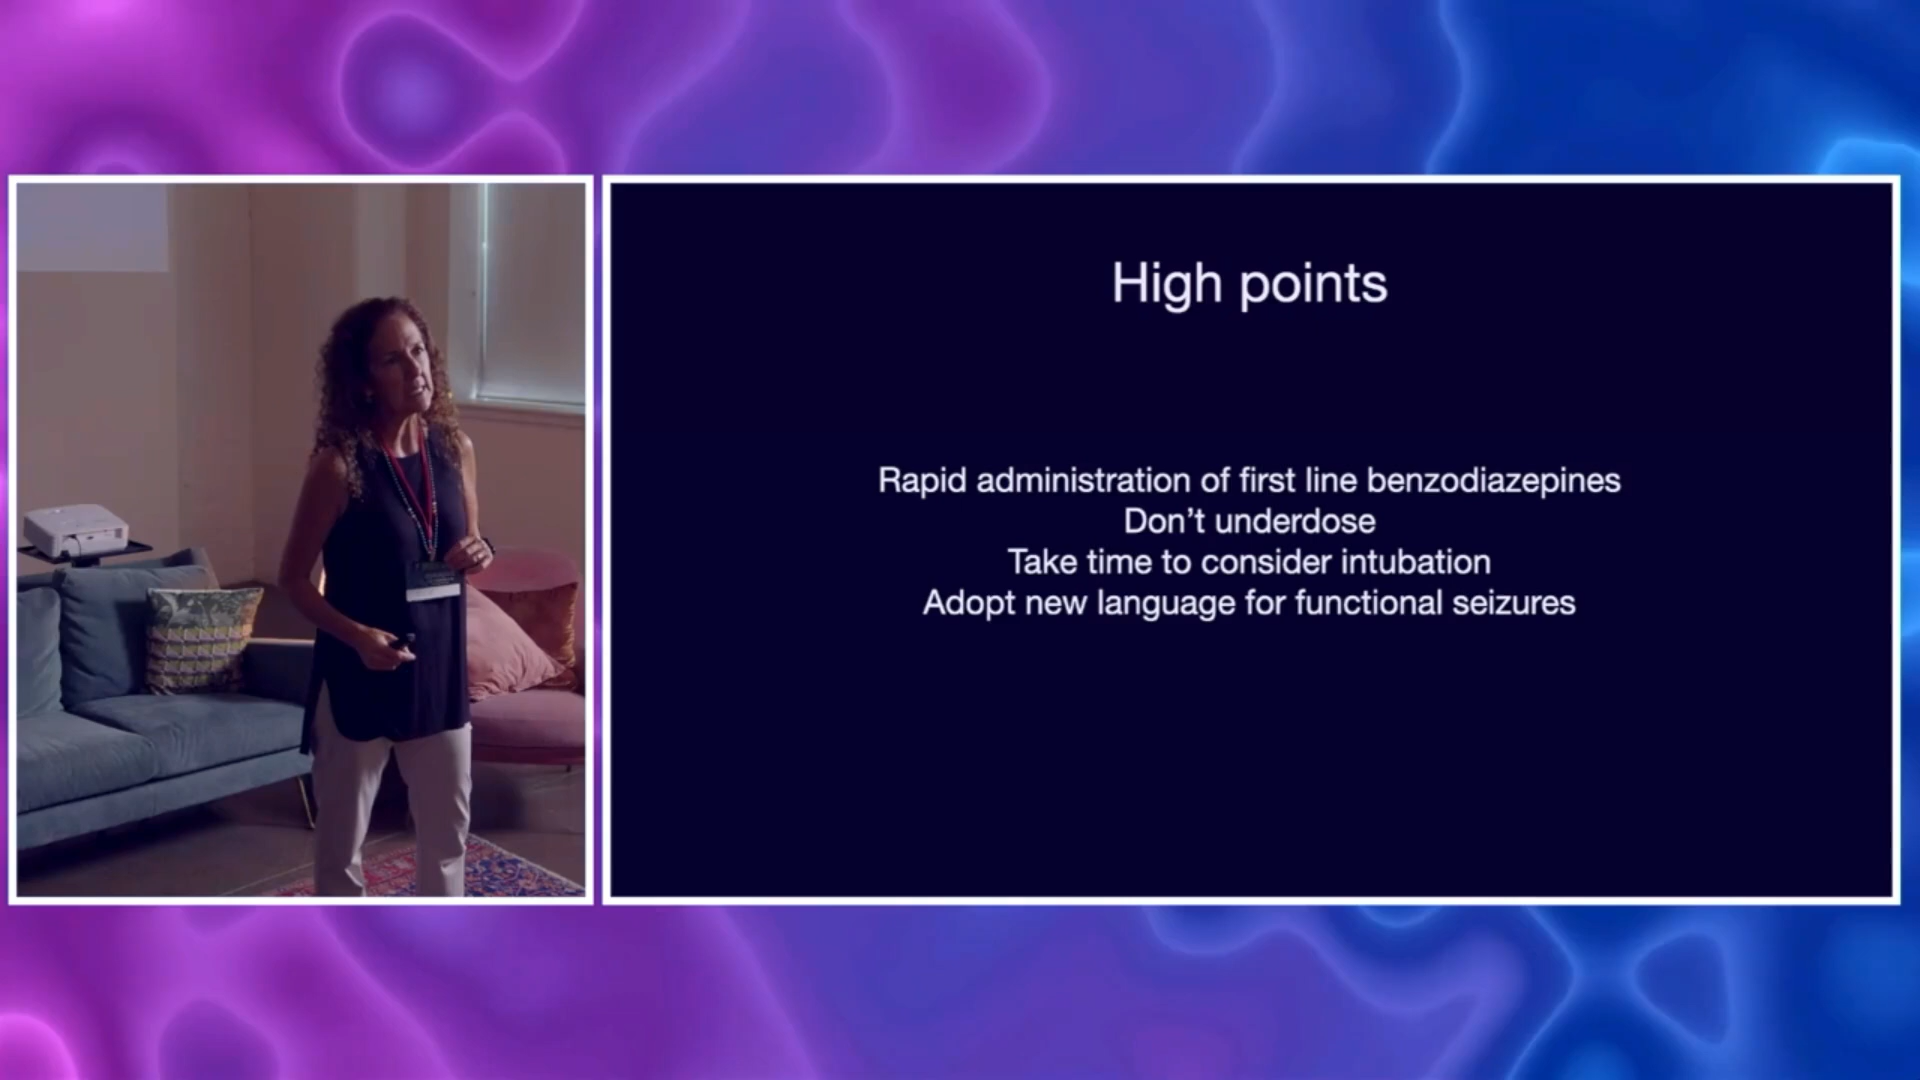 High points
Rapid administration of first line benzodiazepines
Don’t underdose
Take time to consider intubation
Adopt new language for functional seizures